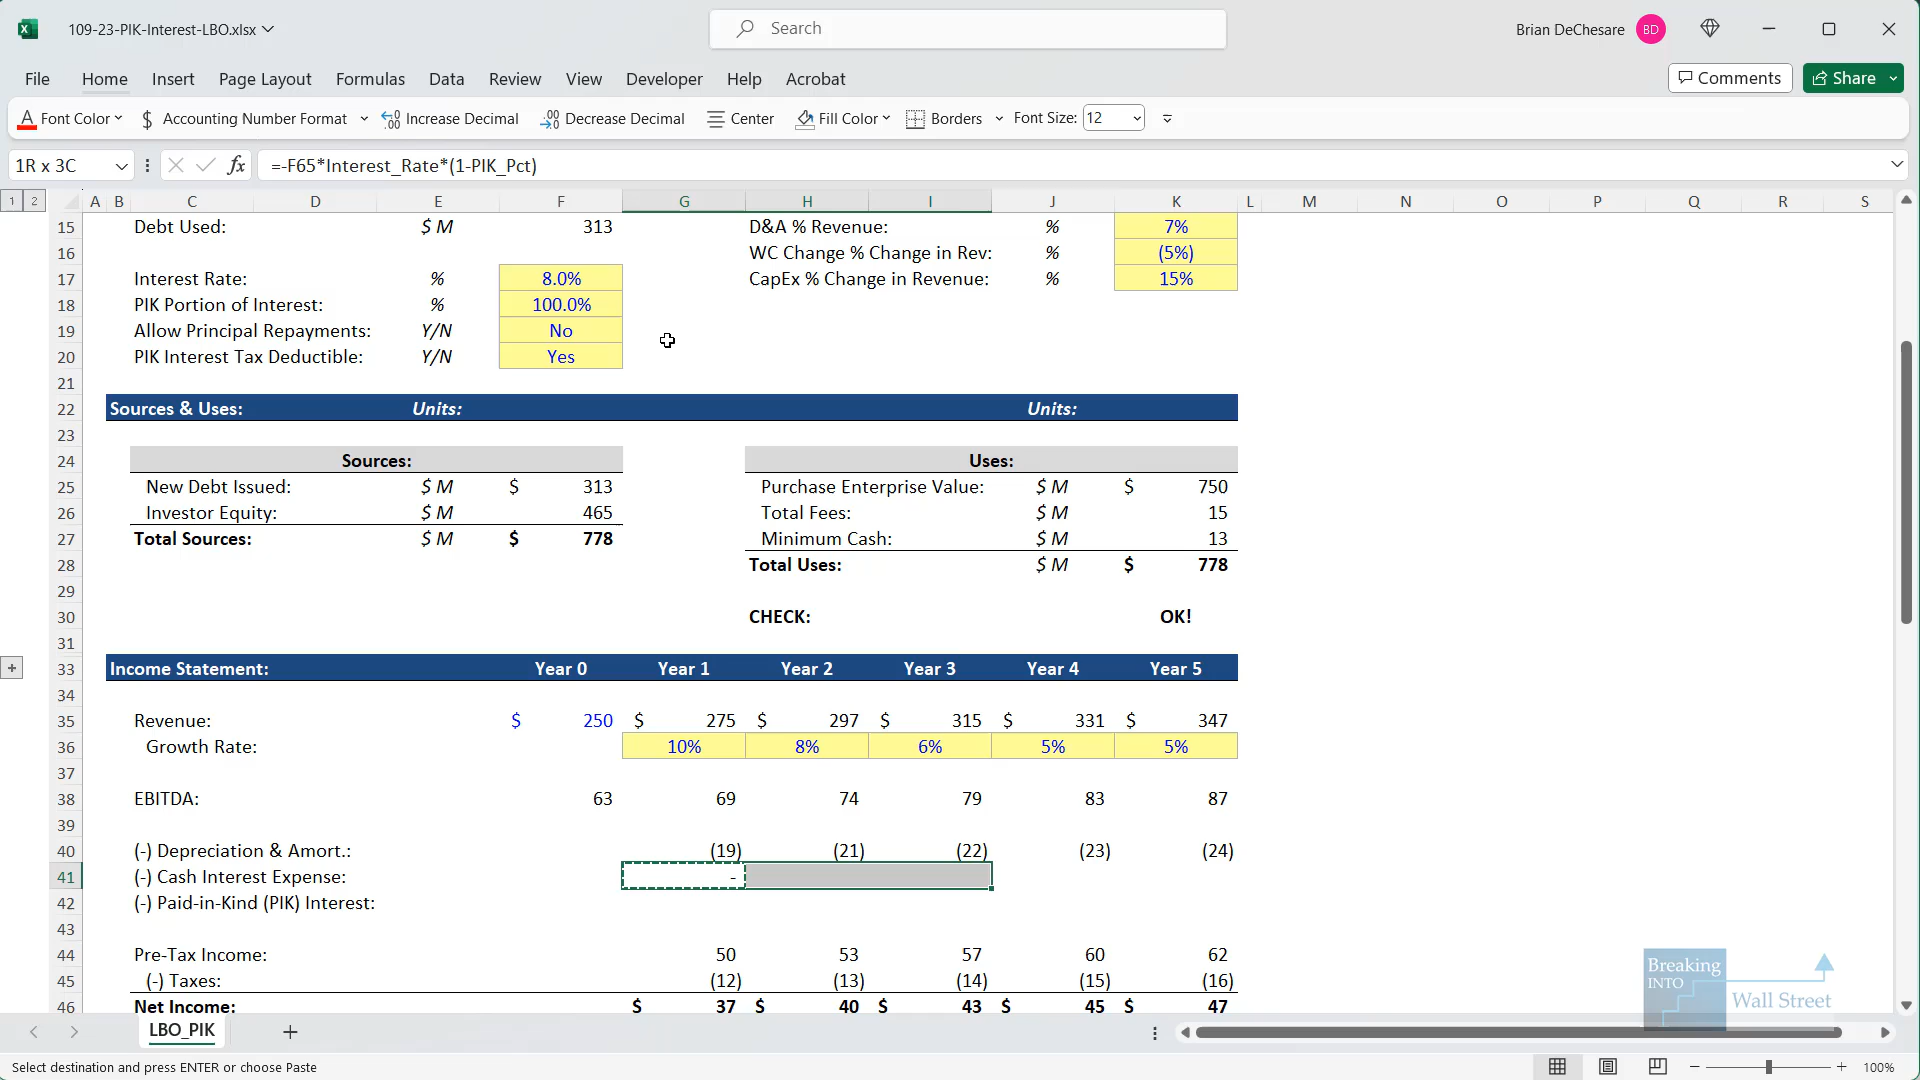 109-23-PIK-Interest-LBO.xlsx
Search
Brian DeChesare BD
File Home Insert Page Layout Formulas Data Review View Developer Help Acrobat Comments Share
A Font Color $ Accounting Number Format Increase Decimal Decrease Decimal Center Fill Color Borders Font Size: 12
1R x 3C fx =-F65*Interest_Rate*(1-PIK_Pct)
1 2 A B C D E F G H I J K L M N O P Q R S
15 Debt Used: $ M 313 D&A % Revenue: % 7%
16 WC Change % Change in Rev: % (5%)
17 Interest Rate: % 8.0% CapEx % Change in Revenue: % 15%
18 PIK Portion of Interest: % 100.0%
19 Allow Principal Repayments: Y/N No
20 PIK Interest Tax Deductible: Y/N Yes
21
22 Sources & Uses: Units: Units:
23
24 Sources: Uses:
25 New Debt Issued: $ M $ 313 Purchase Enterprise Value: $ M $ 750
26 Investor Equity: $ M 465 Total Fees: $ M 15
27 Total Sources: $ M $ 778 Minimum Cash: $ M 13
28 Total Uses: $ M $ 778
29
30 CHECK: OK!
31
33 Income Statement: Year 0 Year 1 Year 2 Year 3 Year 4 Year 5
34
35 Revenue: $ 250 $ 275 $ 297 $ 315 $ 331 $ 347
36 Growth Rate: 10% 8% 6% 5% 5%
37
38 EBITDA: 63 69 74 79 83 87
39
40 (-) Depreciation & Amort.: (19) (21) (22) (23) (24)
41 (-) Cash Interest Expense: -
42 (-) Paid-in-Kind (PIK) Interest:
43
44 Pre-Tax Income: 50 53 57 60 62
45 (-) Taxes: (12) (13) (14) (15) (16)
46 Net Income: $ 37 $ 40 $ 43 $ 45 $ 47
Breaking
INTO
Wall Street
LBO_PIK
Select destination and press ENTER or choose Paste 100%